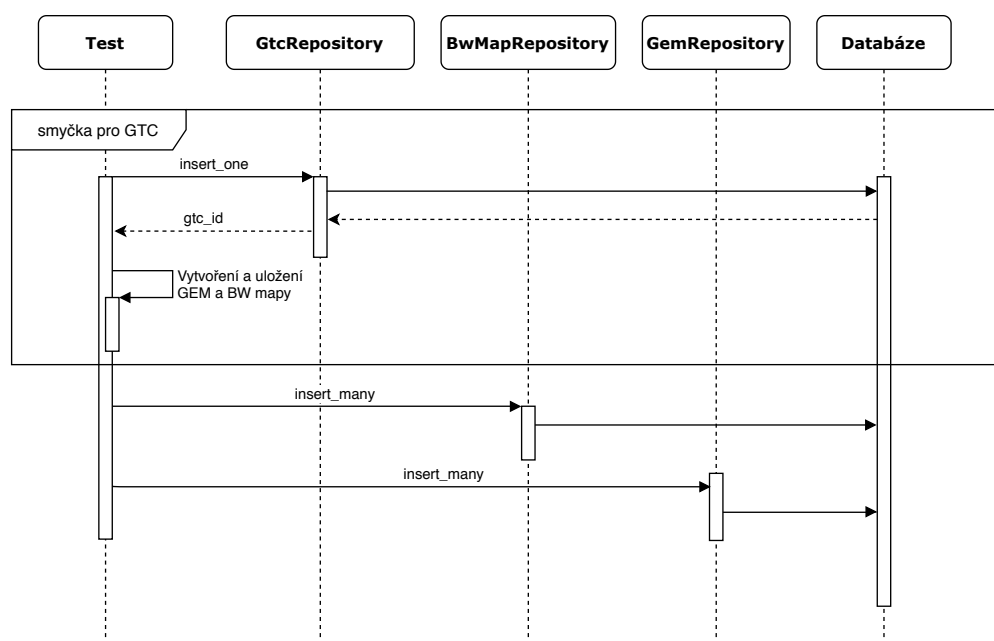 Test
GtcRepository
BwMapRepository
GemRepository
Databáze
smyčka pro GTC
insert_one
gtc_id
Vytvoření a uložení
GEM a BW mapy
insert_many
insert_many